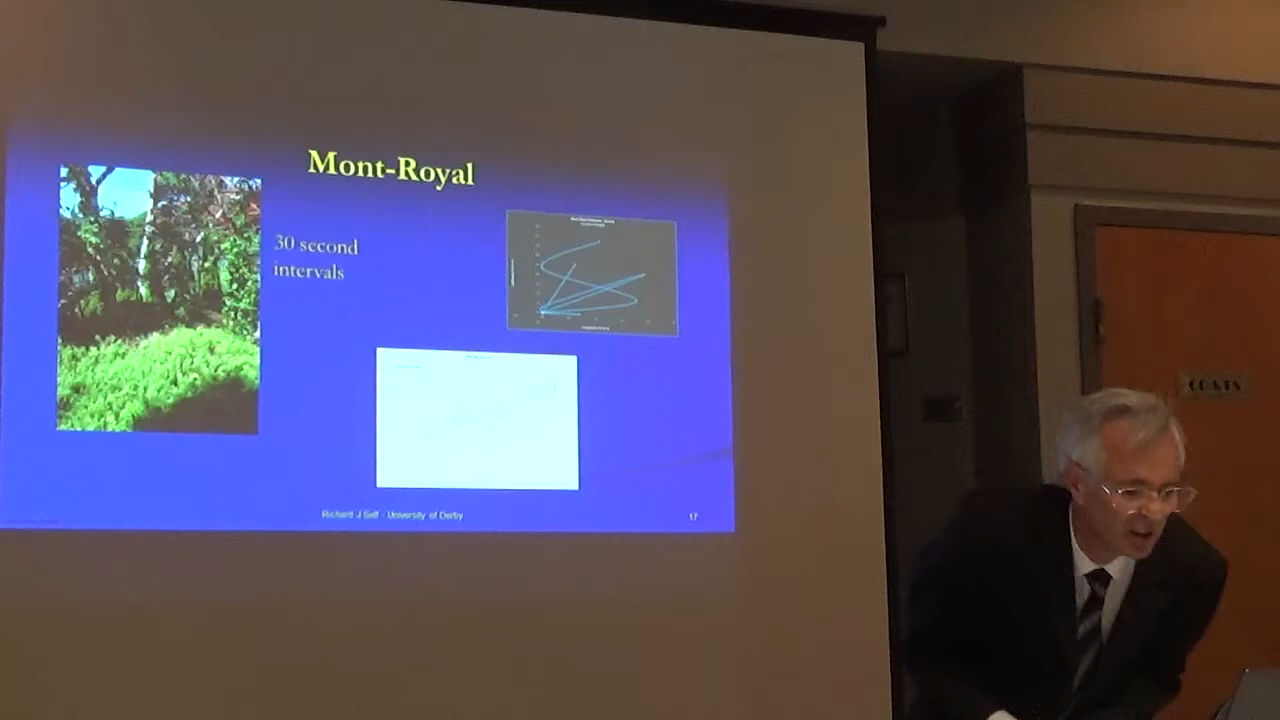 Mont-Royal
30 second
intervals
Richard J Self - University of Derby
17
COATS